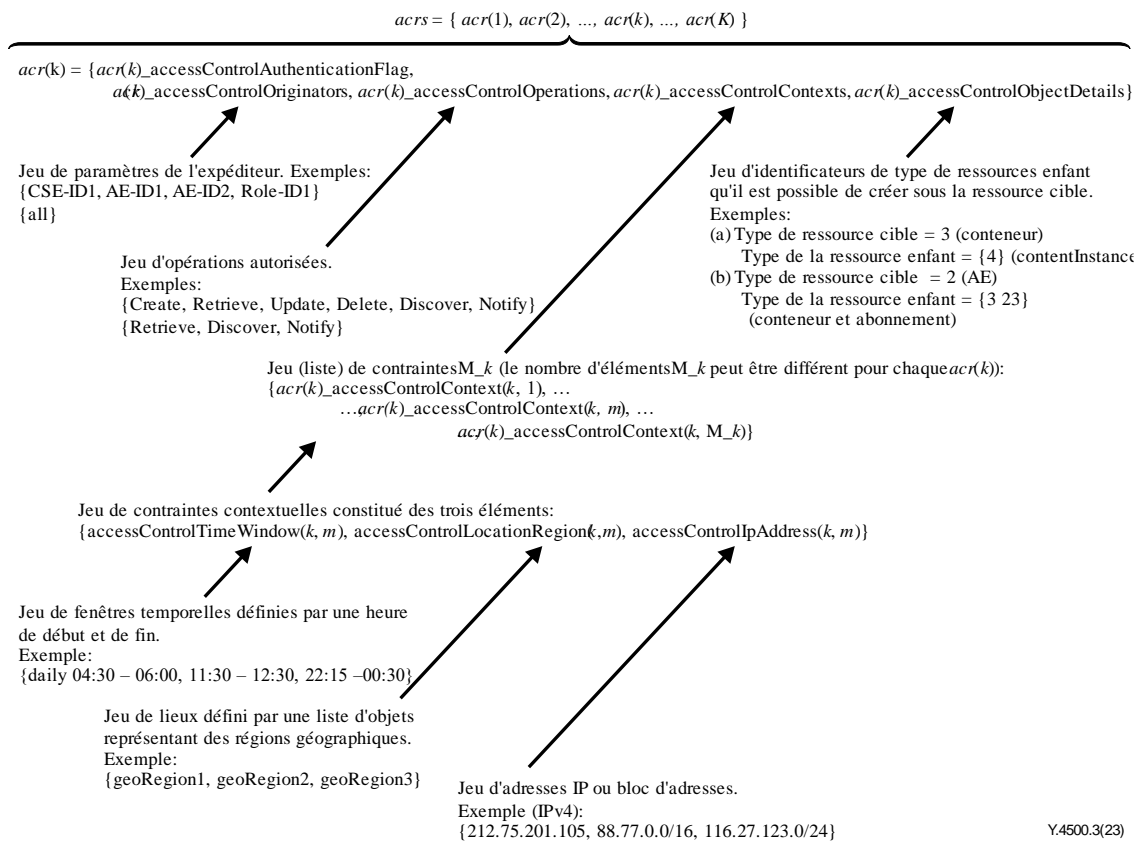 acrs = { acr(1), acr(2), ..., acr(k), ..., acr(K) }
acr(k) = {acr(k)_accessControlAuthenticationFlag,
acr(k)_accessControlOriginators, acr(k)_accessControlOperations, acr(k)_accessControlContexts, acr(k)_accessControlObjectDetails}
Jeu de paramètres de l'expéditeur. Exemples:
{CSE-ID1, AE-ID1, AE-ID2, Role-ID1}
{all}
Jeu d'identificateurs de type de ressources enfant
qu'il est possible de créer sous la ressource cible.
Exemples:
(a) Type de ressource cible = 3 (conteneur)
Type de la ressource enfant = {4} (contentInstance
(b) Type de ressource cible = 2 (AE)
Type de la ressource enfant = {3 23}
(conteneur et abonnement)
Jeu d'opérations autorisées.
Exemples:
{Create, Retrieve, Update, Delete, Discover, Notify}
{Retrieve, Discover, Notify}
Jeu (liste) de contraintesM_k (le nombre d'élémentsM_k peut être différent pour chaqueacr(k)):
{acr(k)_accessControlContext(k, 1), …
…,acr(k)_accessControlContext(k, m), …
acr(k)_accessControlContext(k, M_k)}
Jeu de contraintes contextuelles constitué des trois éléments:
{accessControlTimeWindow(k, m), accessControlLocationRegion(k,m), accessControlIpAddress(k, m)}
Jeu de fenêtres temporelles définies par une heure
de début et de fin.
Exemple:
{daily 04:30 – 06:00, 11:30 – 12:30, 22:15 –00:30}
Jeu de lieux défini par une liste d'objets
représentant des régions géographiques.
Exemple:
{geoRegion1, geoRegion2, geoRegion3}
Jeu d'adresses IP ou bloc d'adresses.
Exemple (IPv4):
{212.75.201.105, 88.77.0.0/16, 116.27.123.0/24}
Y.4500.3(23)